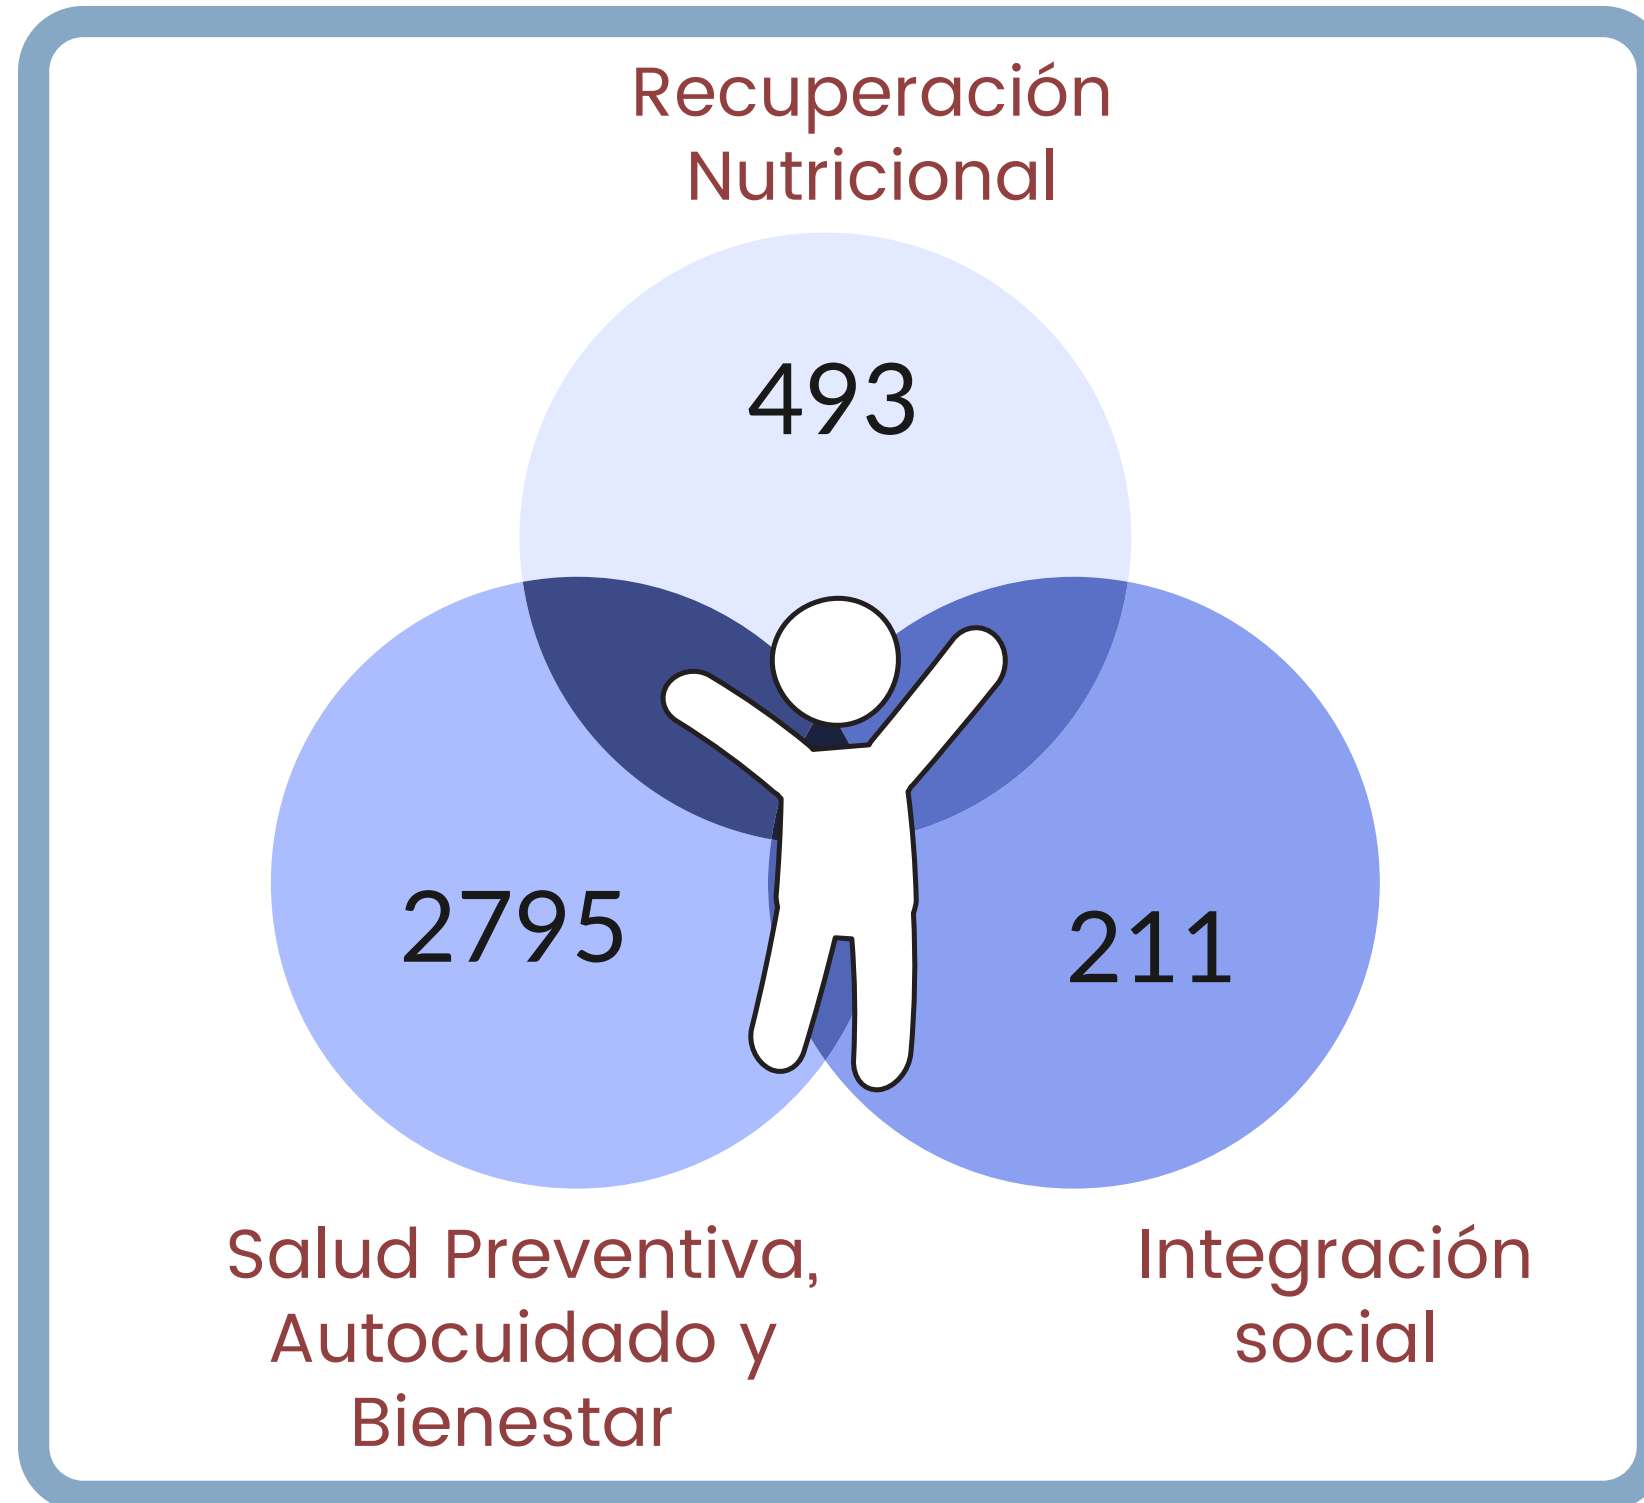 Recuperación
Nutricional
493
2795
211
Salud Preventiva,
Autocuidado y
Bienestar
Integración
social